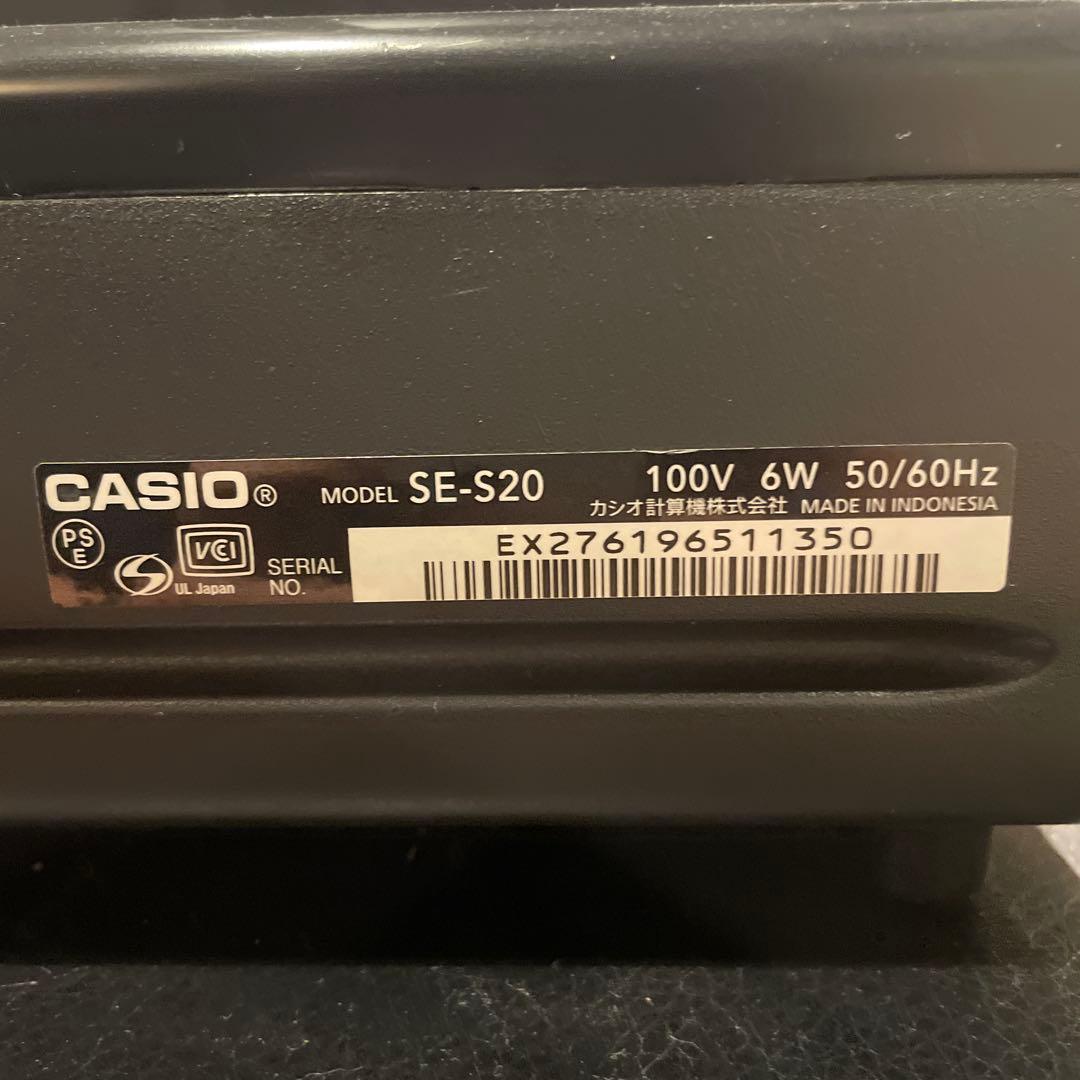 CASIO® MODEL SE-S20 100V 6W 50/60Hz
カシオ計算機株式会社 MADE IN INDONESIA
PS
E
VCI
S
UL Japan
SERIAL
NO.
EX276196511350